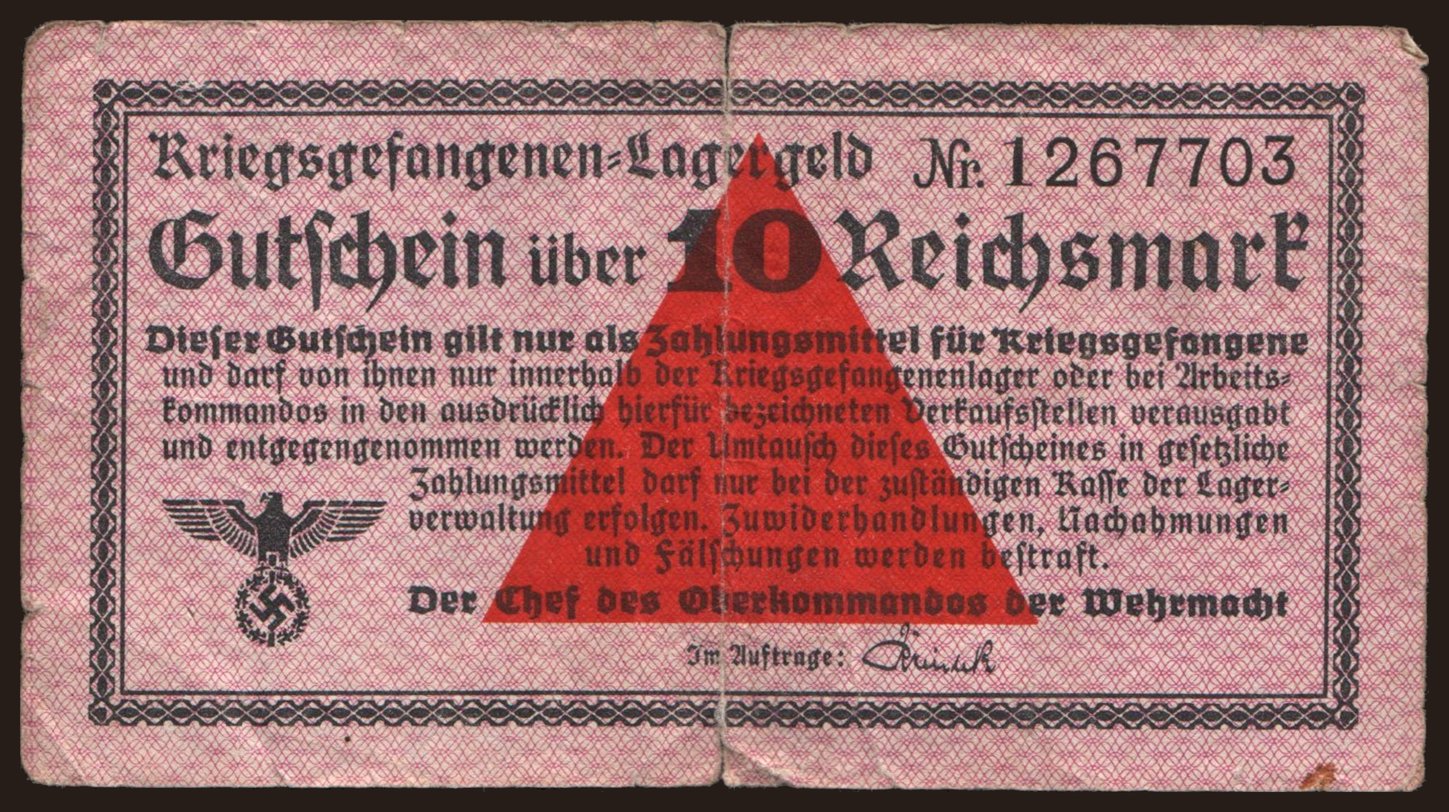 Kriegsgefangenen-Lagergeld Nr. 1267703
Gutschein über 10 Reichsmark
Dieser Gutschein gilt nur als Zahlungsmittel für Kriegsgefangene
und darf von ihnen nur innerhalb der Kriegsgefangenenlager oder bei Arbeits-
kommandos in den ausdrücklich hierfür bezeichneten Verkaufsstellen verausgabt
und entgegengenommen werden. Der Umtausch dieses Gutscheines in gesetzliche
Zahlungsmittel darf nur bei der zuständigen Kasse der Lager-
verwaltung erfolgen. Zuwiderhandlungen, Nachahmungen
und Fälschungen werden bestraft.
Der Chef des Oberkommandos der Wehrmacht
Im Auftrage: